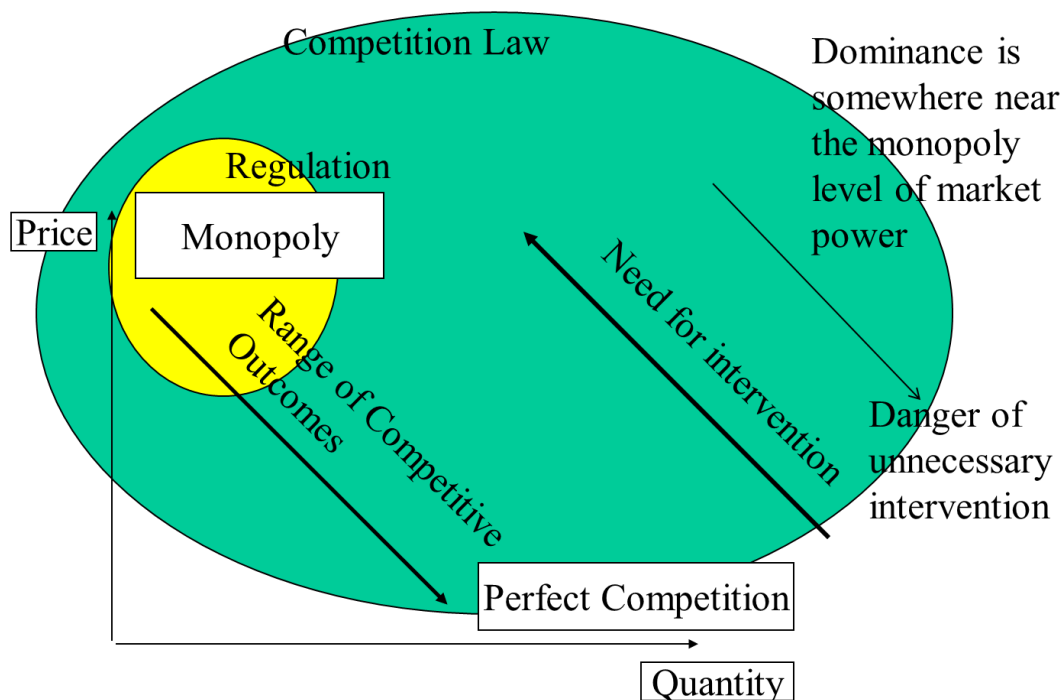 Competition Law
Dominance is
somewhere near
the monopoly
level of market
power
Regulation
Price
Monopoly
Need for intervention
Range of Competitive
Outcomes
Danger of
unnecessary
intervention
Perfect Competition
Quantity